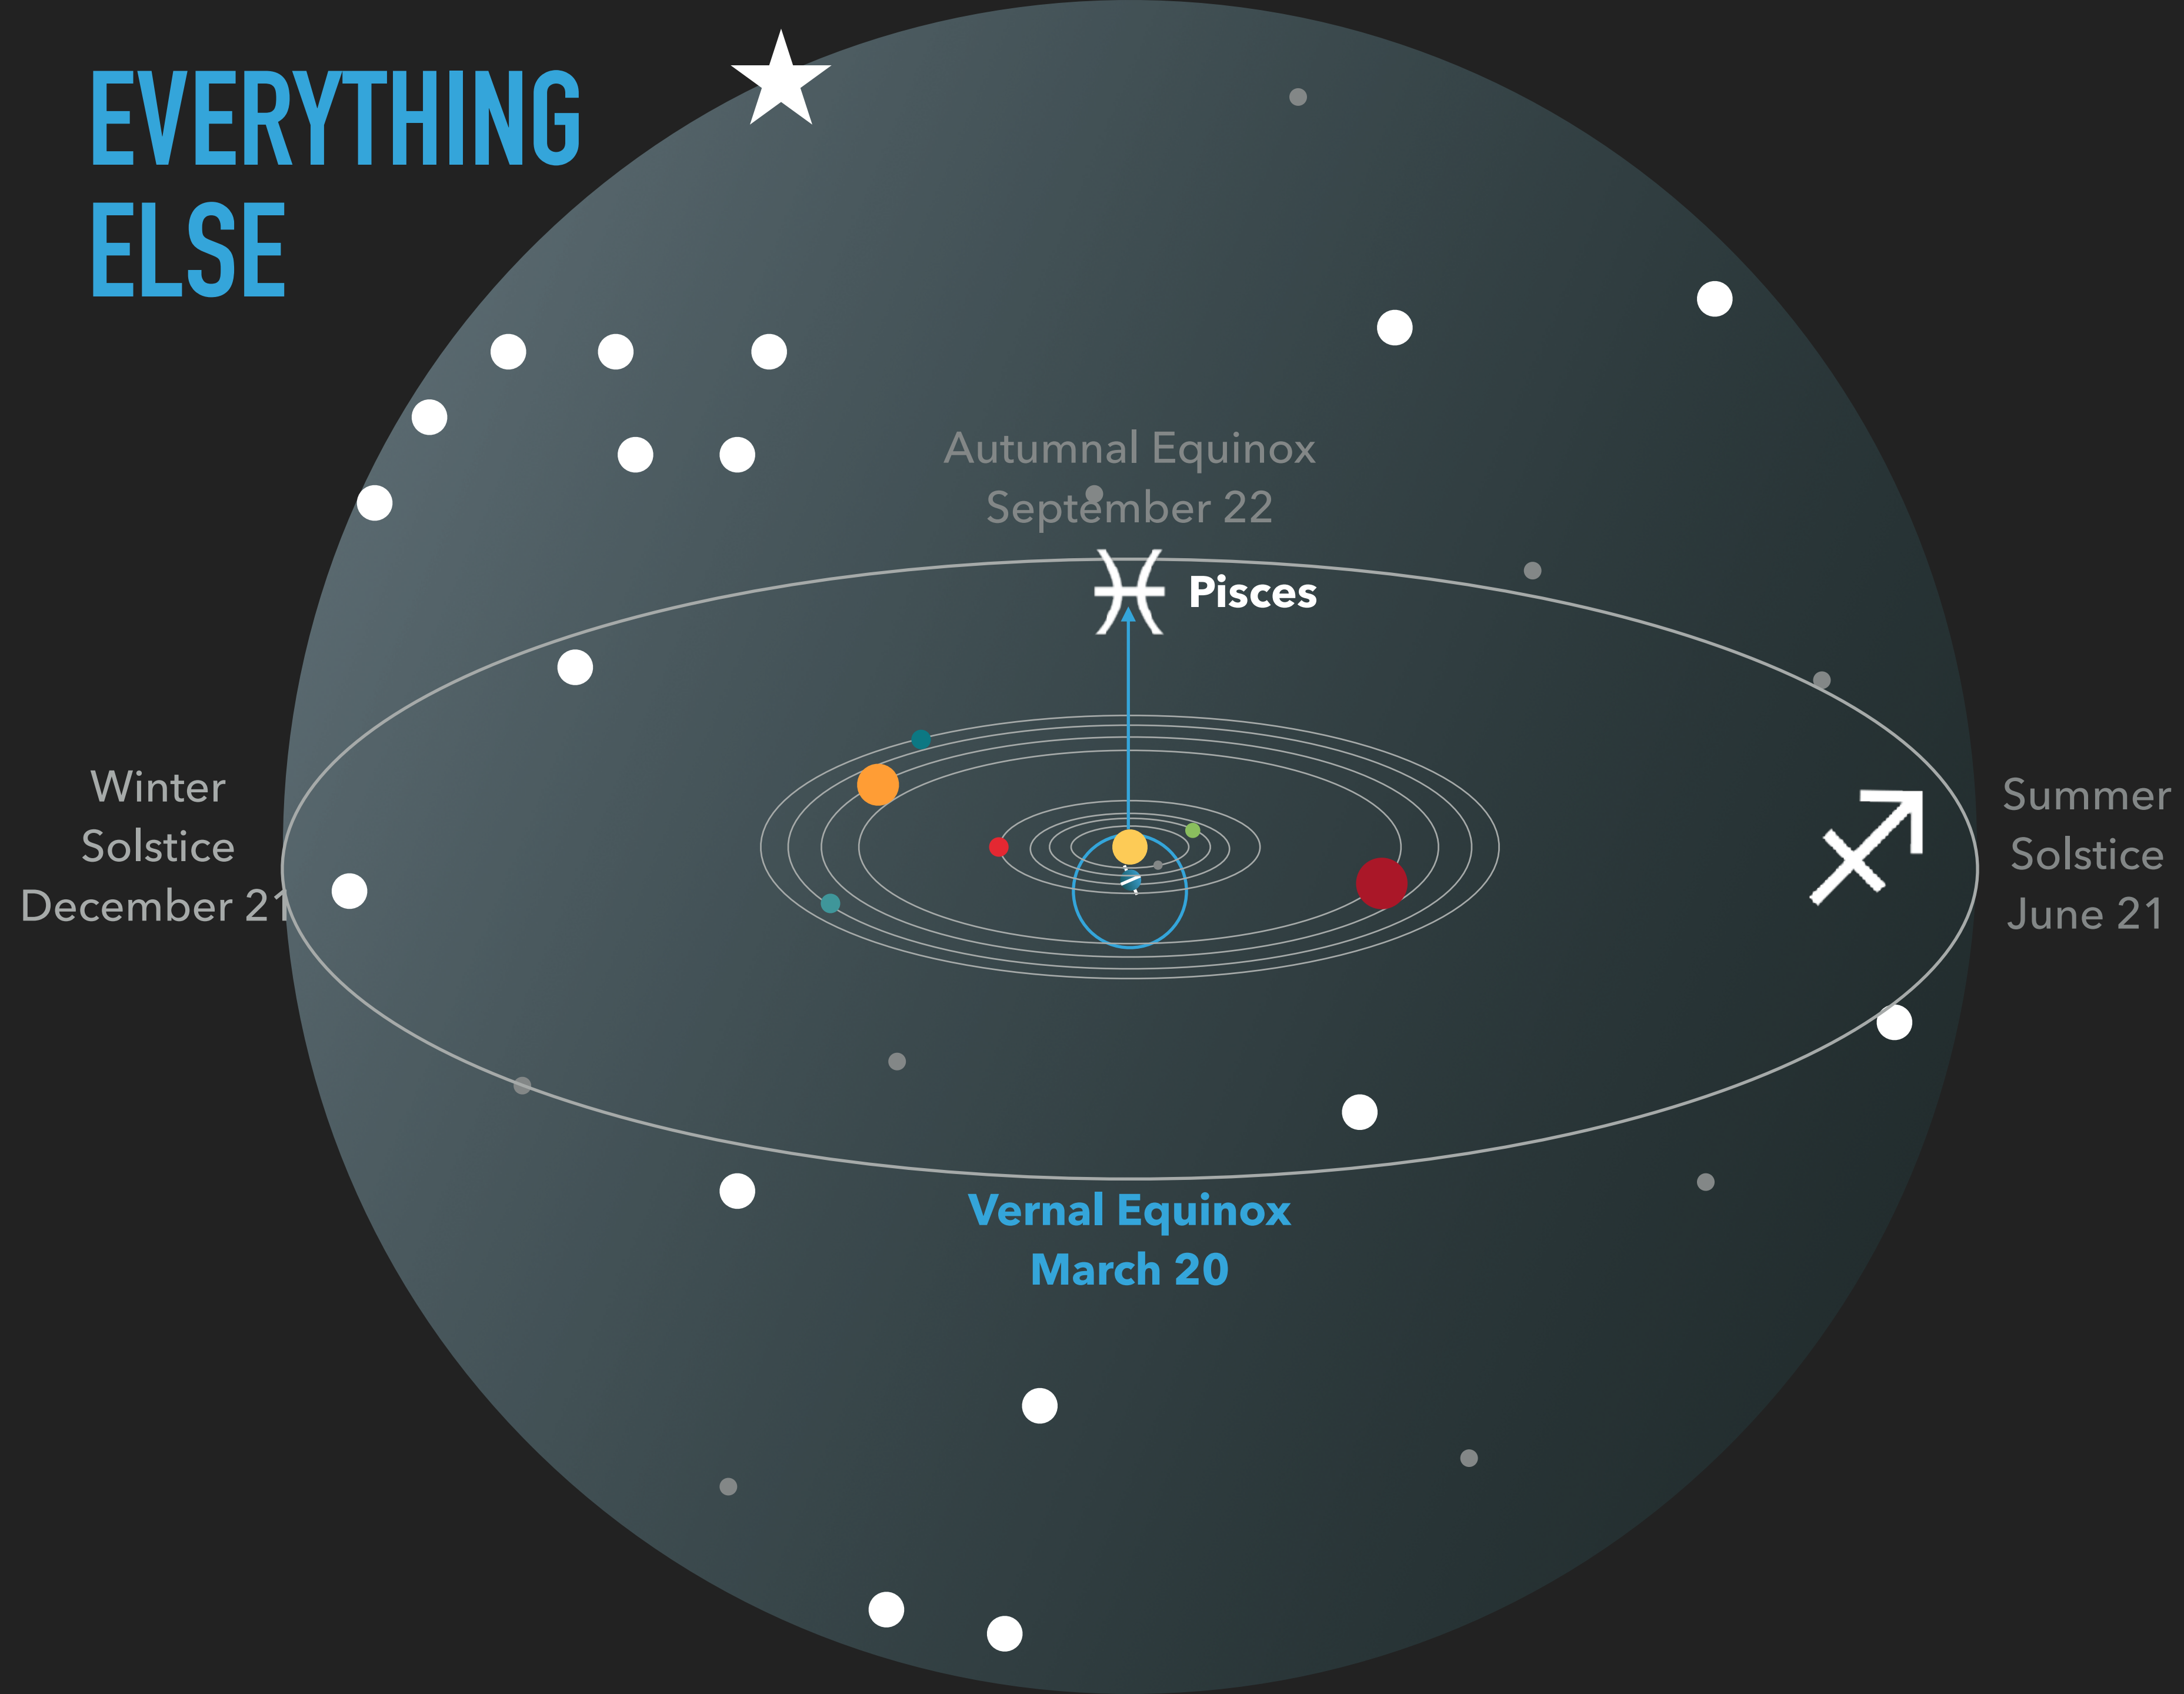 EVERYTHING
ELSE
Autumnal Equinox
September 22
Pisces
Winter
Solstice
December 21
Summer
Solstice
June 21
Vernal Equinox
March 20